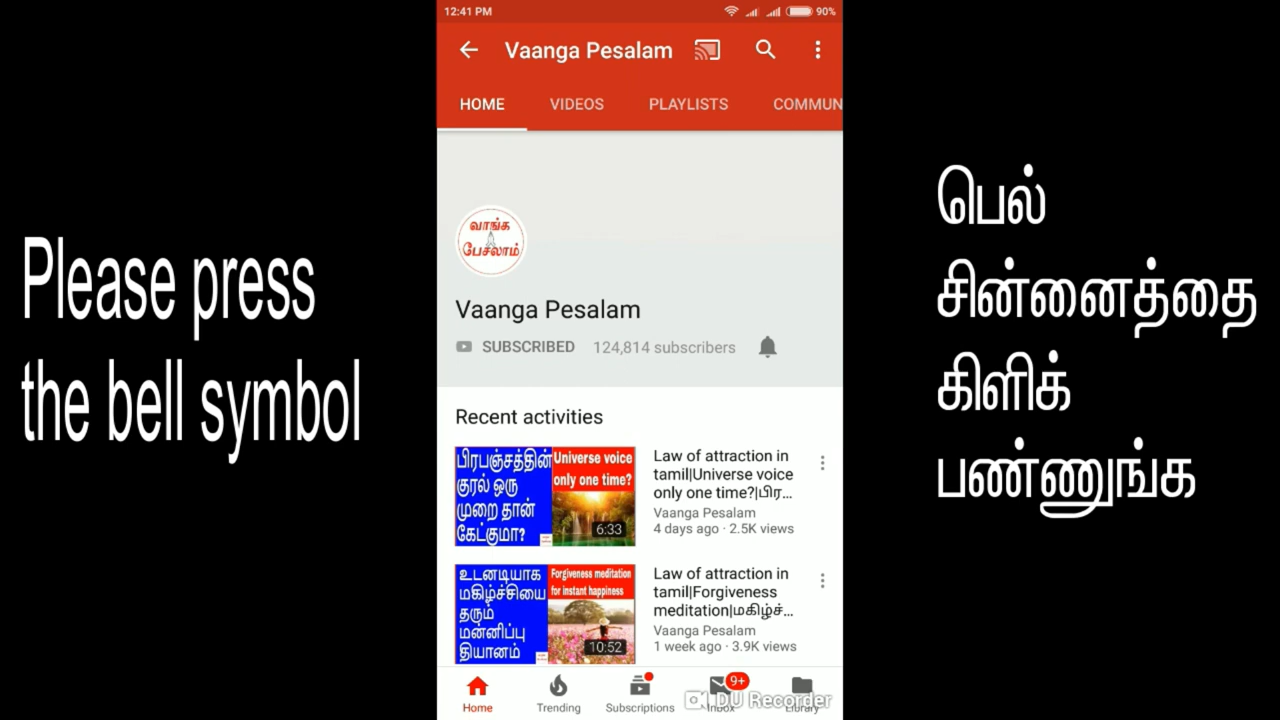 12:41 PM
90%
Vaanga Pesalam
HOME VIDEOS PLAYLISTS COMMUN
வாங்க
பேசலாம்
Vaanga Pesalam
SUBSCRIBED 124,814 subscribers
Recent activities
பிரபஞ்சத்தின்
குரல் ஒரு
முறை தான்
கேட்குமா?
Universe voice
only one time?
6:33
Law of attraction in
tamil|Universe voice
only one time?|பிர...
Vaanga Pesalam
4 days ago · 2.5K views
உடனடியாக
மகிழ்ச்சியை
தரும்
மன்னிப்பு
தியானம்
Forgiveness meditation
for instant happiness
10:52
Law of attraction in
tamil|Forgiveness
meditation|மகிழ்ச்...
Vaanga Pesalam
1 week ago · 3.9K views
Home Trending Subscriptions Inbox Library
9+
DU Recorder
Please press
the bell symbol
பெல்
சின்னைத்தை
கிளிக்
பண்ணுங்க